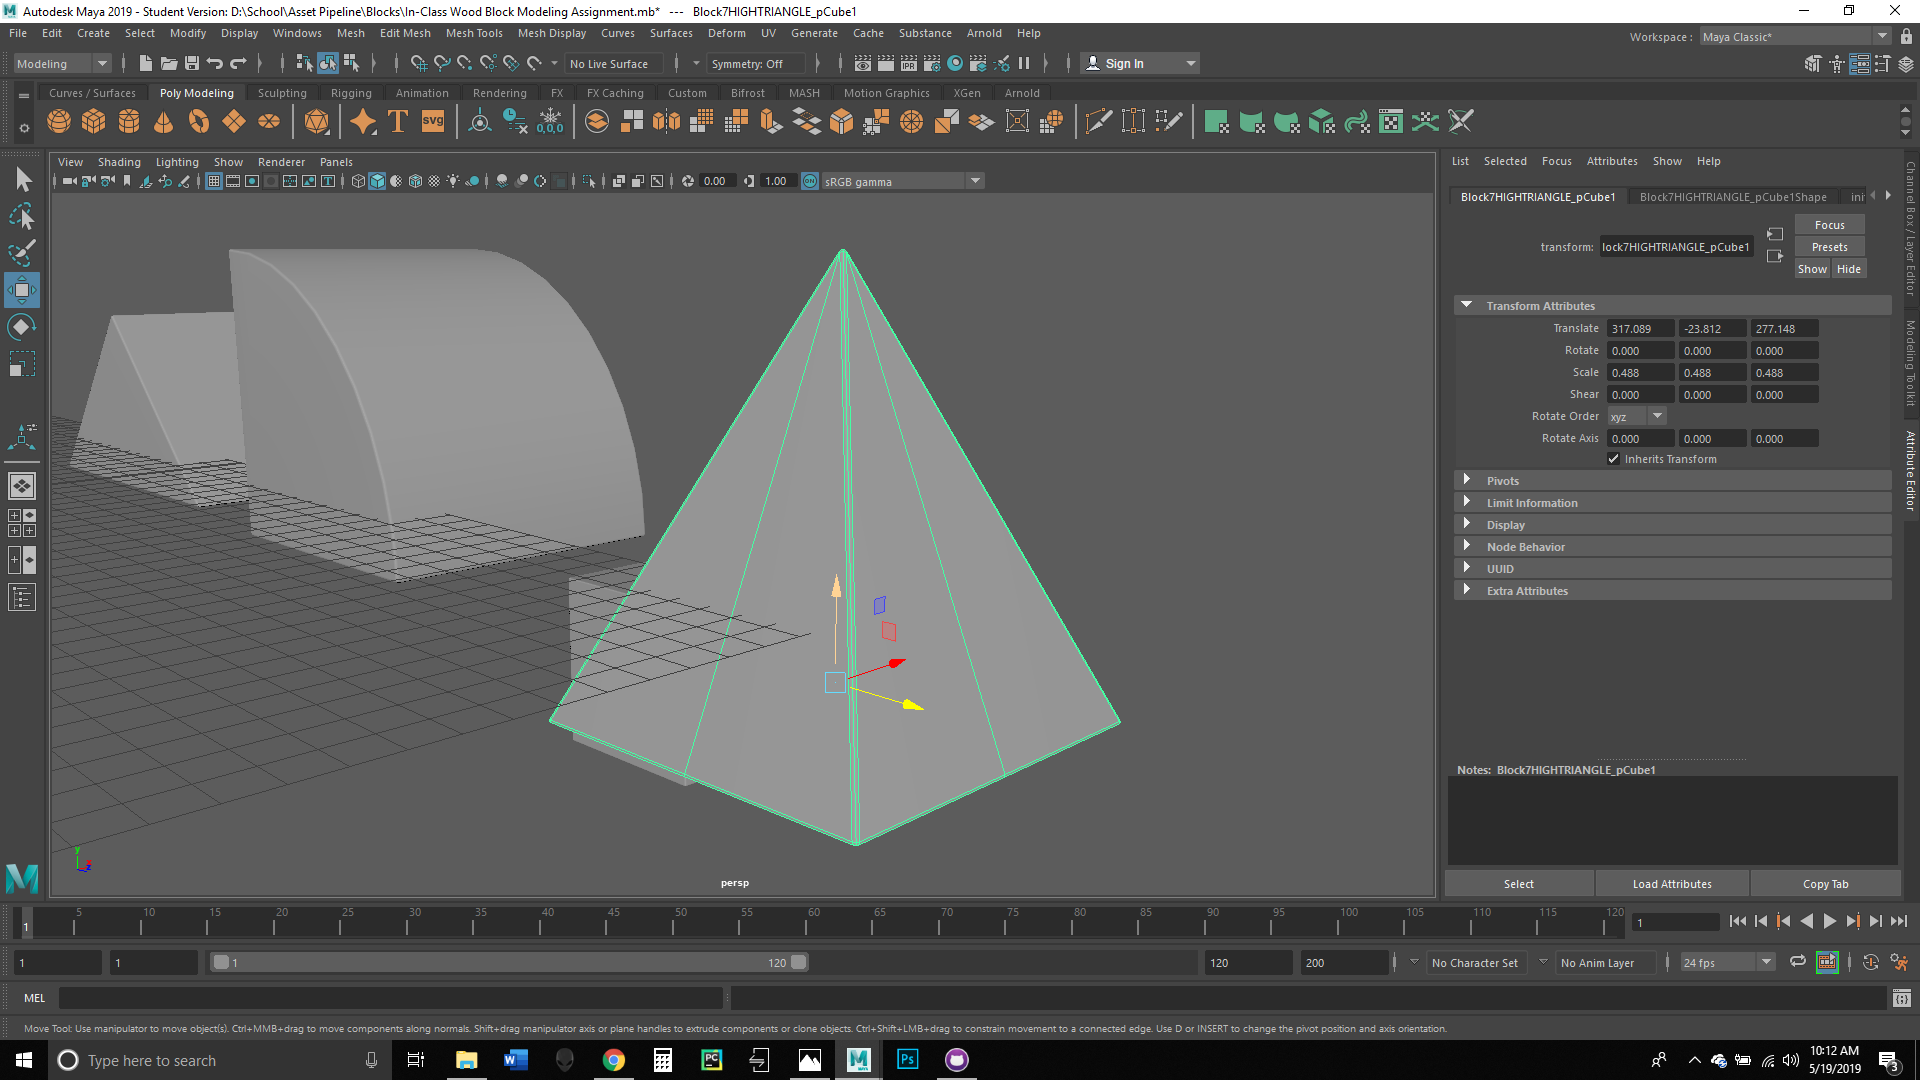 Autodesk Maya 2019 - Student Version: D:\School\Asset Pipeline\Blocks\In-Class Wood Block Modeling Assignment.mb* --- Block7HIGHTRIANGLE_pCube1
File Edit Create Select Modify Display Windows Mesh Edit Mesh Mesh Tools Mesh Display Curves Surfaces Deform UV Generate Cache Substance Arnold Help
Workspace : Maya Classic*
Modeling No Live Surface Symmetry: Off IPR Sign In
Curves / Surfaces Poly Modeling Sculpting Rigging Animation Rendering FX FX Caching Custom Bifrost MASH Motion Graphics XGen Arnold
T SVG 0,0,0
View Shading Lighting Show Renderer Panels
0.00 1.00 ON sRGB gamma
List Selected Focus Attributes Show Help
Block7HIGHTRIANGLE_pCube1 Block7HIGHTRIANGLE_pCube1Shape ini
Focus
transform: lock7HIGHTRIANGLE_pCube1 Presets
Show Hide
Transform Attributes
Translate 317.089 -23.812 277.148
Rotate 0.000 0.000 0.000
Scale 0.488 0.488 0.488
Shear 0.000 0.000 0.000
Rotate Order xyz
Rotate Axis 0.000 0.000 0.000
Inherits Transform
Pivots
Limit Information
Display
Node Behavior
UUID
Extra Attributes
Channel Box / Layer Editor
Modeling Toolkit
Attribute Editor
Notes: Block7HIGHTRIANGLE_pCube1
y
x
z
persp
Select Load Attributes Copy Tab
1 5 10 15 20 25 30 35 40 45 50 55 60 65 70 75 80 85 90 95 100 105 110 115 120 1
1 1 1 120 120 200 No Character Set No Anim Layer 24 fps
MEL
Move Tool: Use manipulator to move object(s). Ctrl+MMB+drag to move components along normals. Shift+drag manipulator axis or plane handles to extrude components or clone objects. Ctrl+Shift+LMB+drag to constrain movement to a connected edge. Use D or INSERT to change the pivot position and axis orientation.
Type here to search
W PC M Ps
10:12 AM
5/19/2019
3